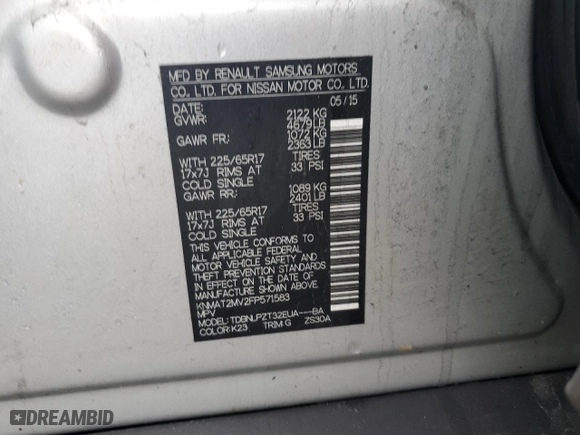 MFD BY RENAULT SAMSUNG MOTORS
CO., LTD. FOR NISSAN MOTOR CO., LTD.
DATE: 05/15
GVWR: 2122 KG
4679 LB
GAWR FR: 1072 KG
2363 LB
WITH 225/65R17 TIRES
17x7J RIMS AT 33 PSI
COLD SINGLE
GAWR RR: 1089 KG
2401 LB
WITH 225/65R17 TIRES
17x7J RIMS AT 33 PSI
COLD SINGLE
THIS VEHICLE CONFORMS TO
ALL APPLICABLE FEDERAL
MOTOR VEHICLE SAFETY AND
THEFT PREVENTION STANDARDS
IN EFFECT ON THE DATE OF
MANUFACTURE SHOWN ABOVE.
KNMAT2MV2FP571583
MPV
MODEL: TDBNLPZT32EUA---BA
COLOR: K23 TRIM: G ZS30A
DREAMBID